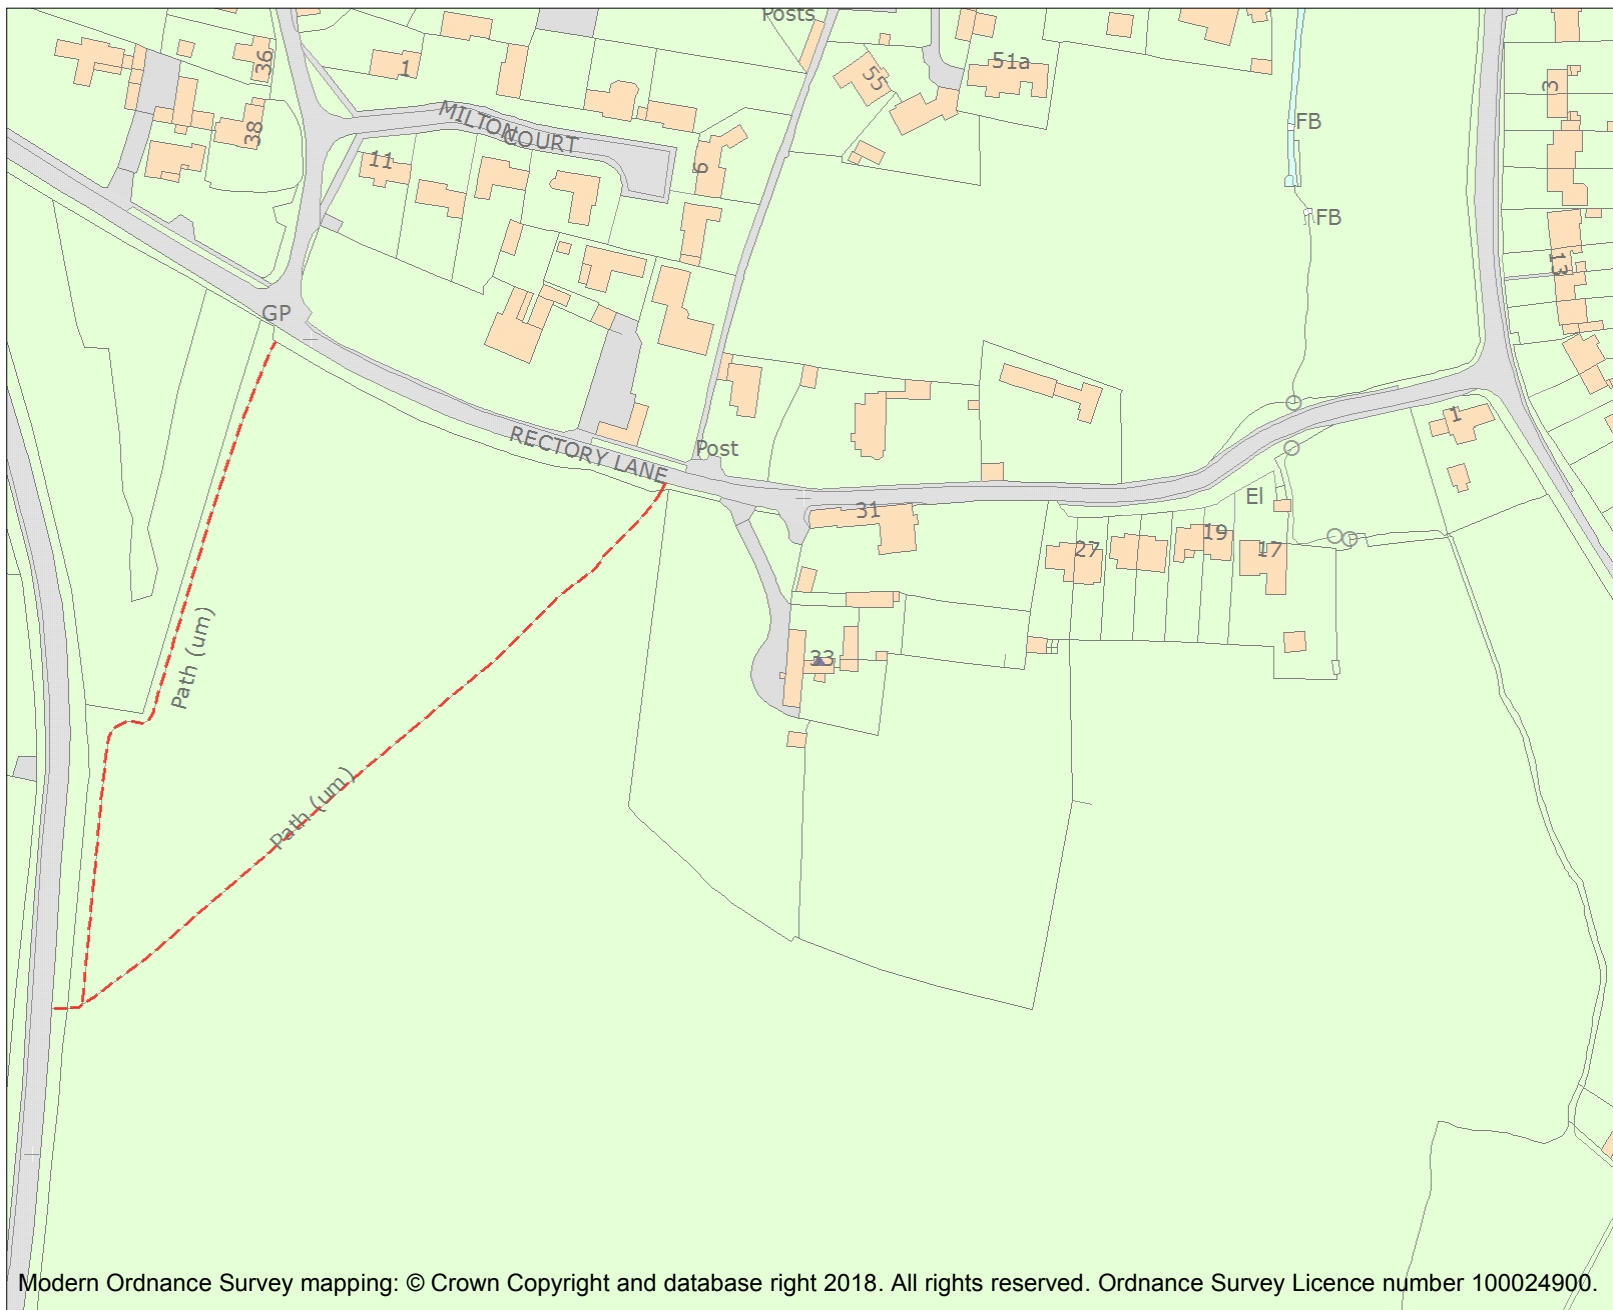 Posts
36
1
55
51a
3
FB
38
MILTON COURT
11
6
FB
13
GP
1
RECTORY LANE
Post
El
31
27
19
17
Path (um)
33
Path (um)
Modern Ordnance Survey mapping: © Crown Copyright and database right 2018. All rights reserved. Ordnance Survey Licence number 100024900.